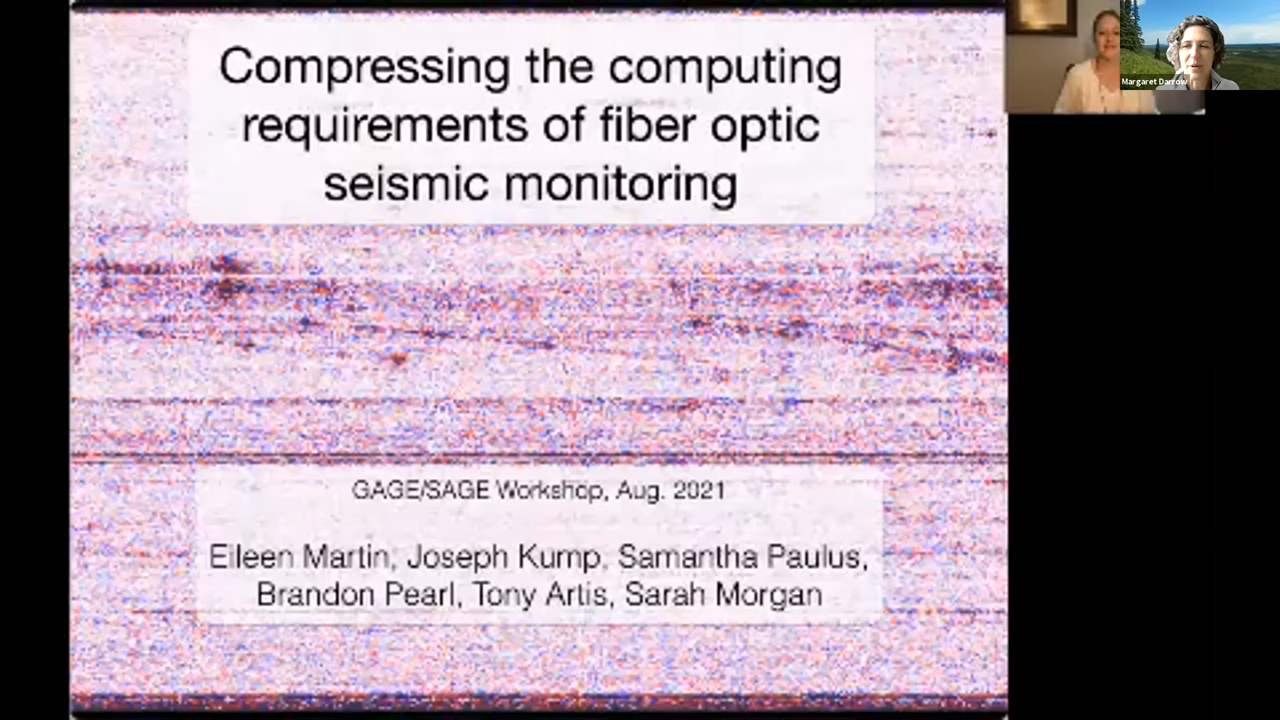 Compressing the computing
requirements of fiber optic
seismic monitoring
Margaret Darrow
GAGE/SAGE Workshop, Aug. 2021
Eileen Martin, Joseph Kump, Samantha Paulus,
Brandon Pearl, Tony Artis, Sarah Morgan